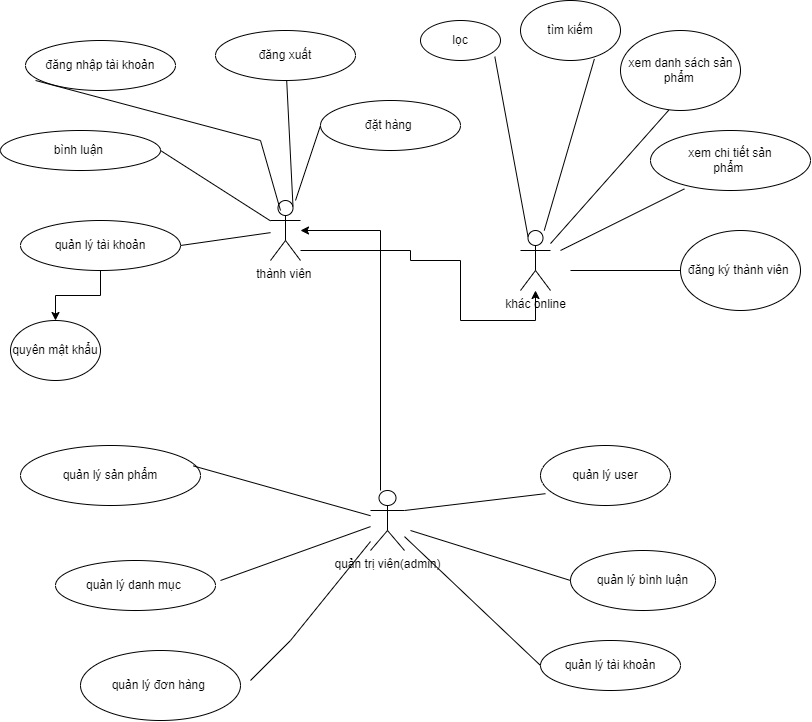 tìm kiếm
lọc
đăng xuất
đăng nhập tài khoản
xem danh sách sản
phẩm
đặt hàng
bình luận
xem chi tiết sản
phẩm
quản lý tài khoản
thành viên
đăng ký thành viên
khác online
quyên mật khẩu
quản lý sản phẩm
quản lý user
quản trị viên(admin)
quản lý danh mục
quản lý bình luận
quản lý tài khoản
quản lý đơn hàng